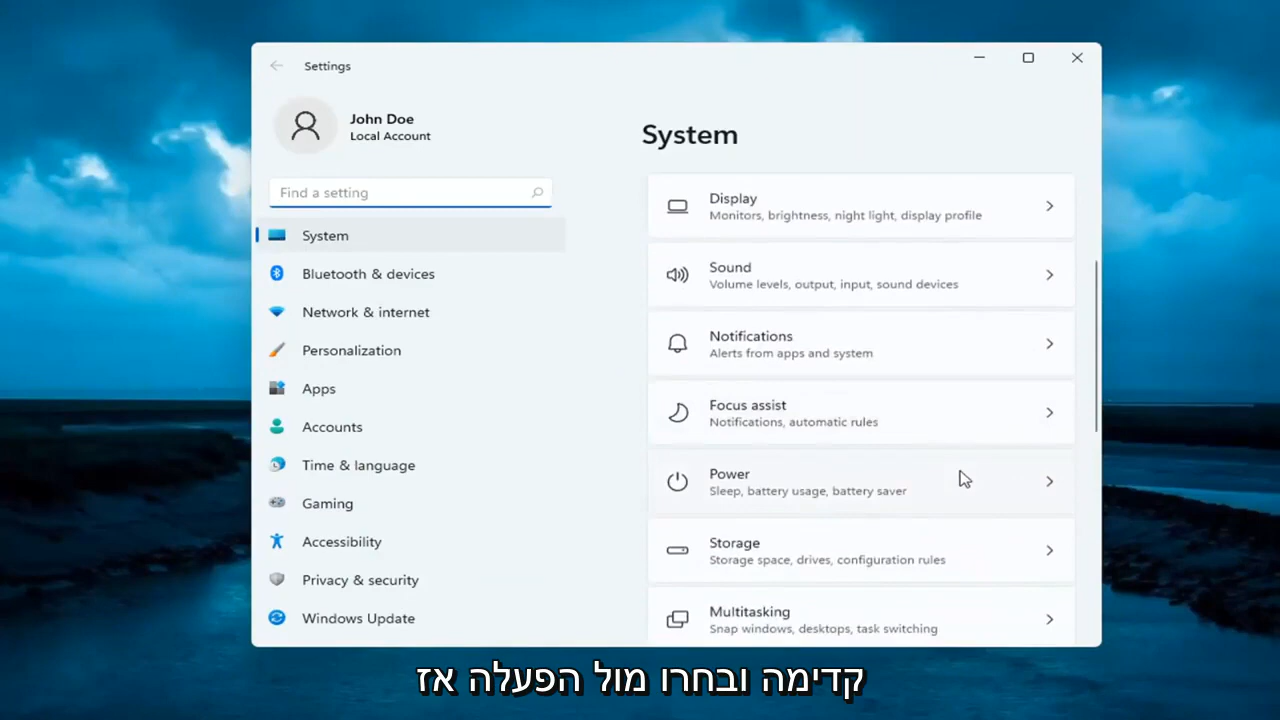 Settings
John Doe
Local Account
Find a setting
System
Bluetooth & devices
Network & internet
Personalization
Apps
Accounts
Time & language
Gaming
Accessibility
Privacy & security
Windows Update
System
Display
Monitors, brightness, night light, display profile
Sound
Volume levels, output, input, sound devices
Notifications
Alerts from apps and system
Focus assist
Notifications, automatic rules
Power
Sleep, battery usage, battery saver
Storage
Storage space, drives, configuration rules
Multitasking
Snap windows, desktops, task switching
קדימה ובחרו מול הפעלה אז